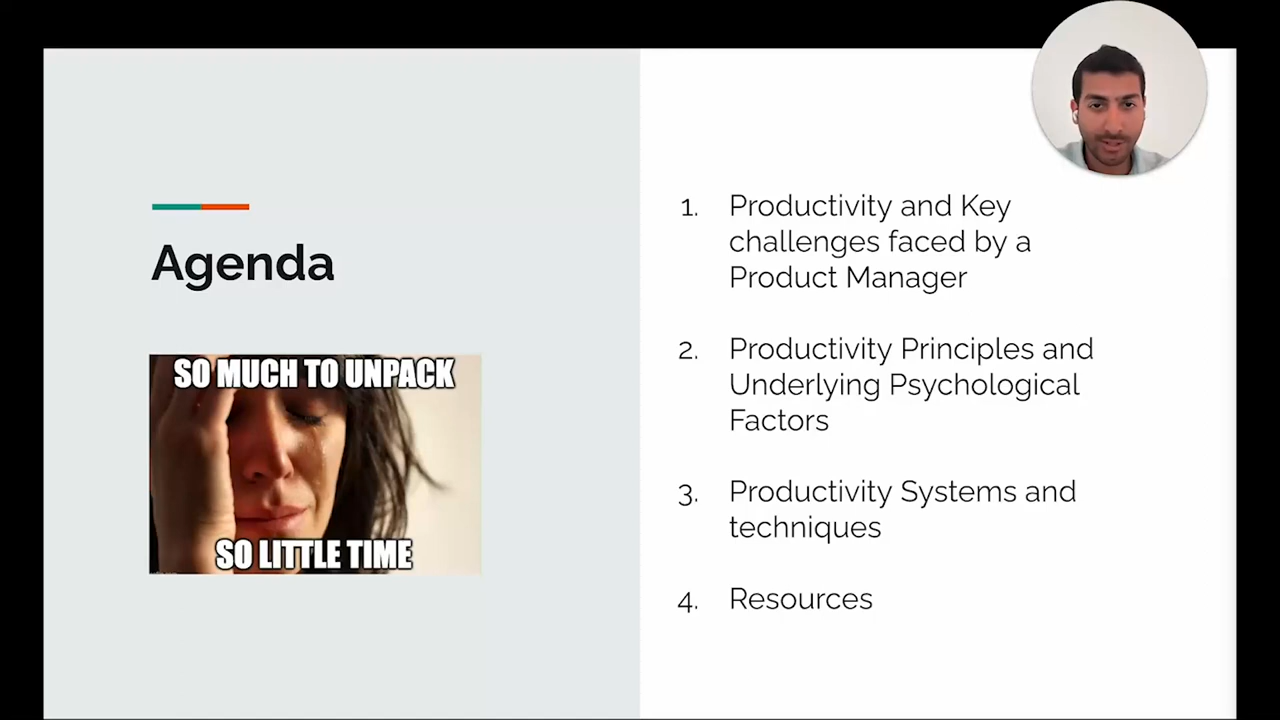 Agenda
SO MUCH TO UNPACK
SO LITTLE TIME
1. Productivity and Key
challenges faced by a
Product Manager
2. Productivity Principles and
Underlying Psychological
Factors
3. Productivity Systems and
techniques
4. Resources